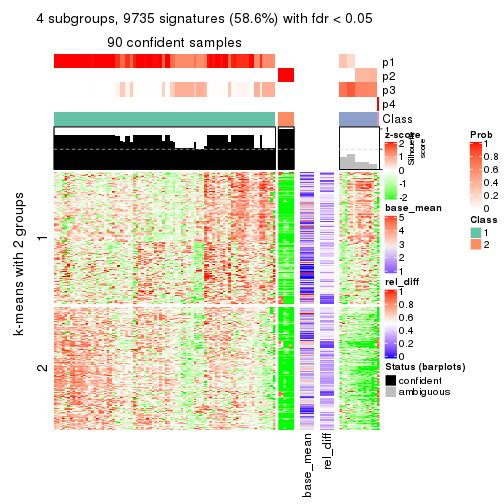 4 subgroups, 9735 signatures (58.6%) with fdr < 0.05
90 confident samples
p1
p2
p3
p4
Class
1
Silhouette
score
k-means with 2 groups
1
2
base_mean
rel_diff
z-score
2
1
0
-1
-2
base_mean
5
4
3
2
1
rel_diff
1
0.8
0.6
0.4
0.2
0
Status (barplots)
confident
ambiguous
Prob
1
0.8
0.6
0.4
0.2
0
Class
1
2